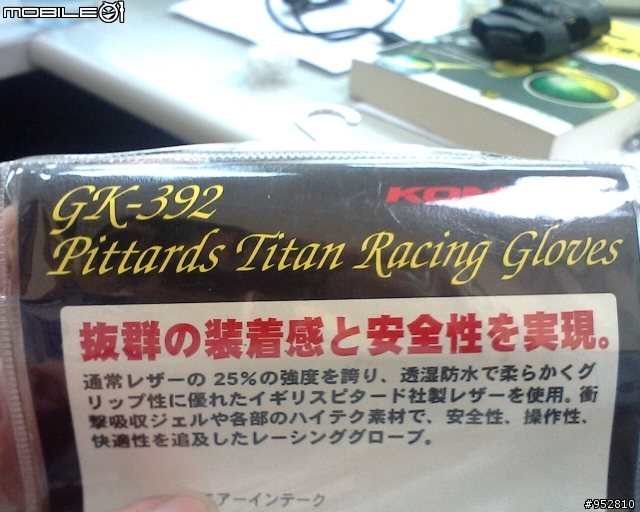 MOBILE01
GK-392
Pittards Titan Racing Gloves
抜群の装着感と安全性を実現。
通常レザーの 25%の強度を誇り、透湿防水で柔らかくグ
リップ性に優れたイギリスピタード社製レザーを使用。衝
撃吸収ジェルや各部のハイテク素材で、安全性、操作性、
快適性を追及したレーシンググローブ。
アーインテーク
#952810